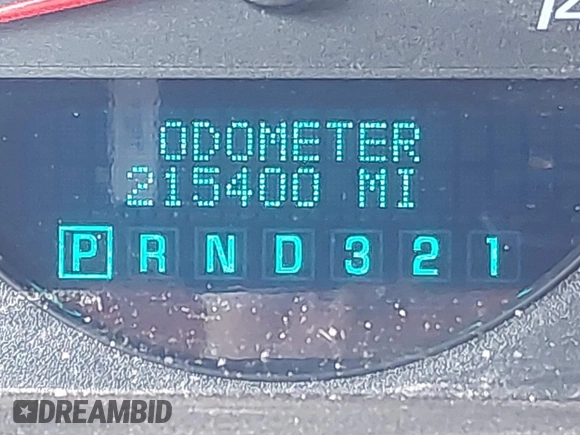 ODOMETER
215400 MI
P R N D 3 2 1
DREAMBID